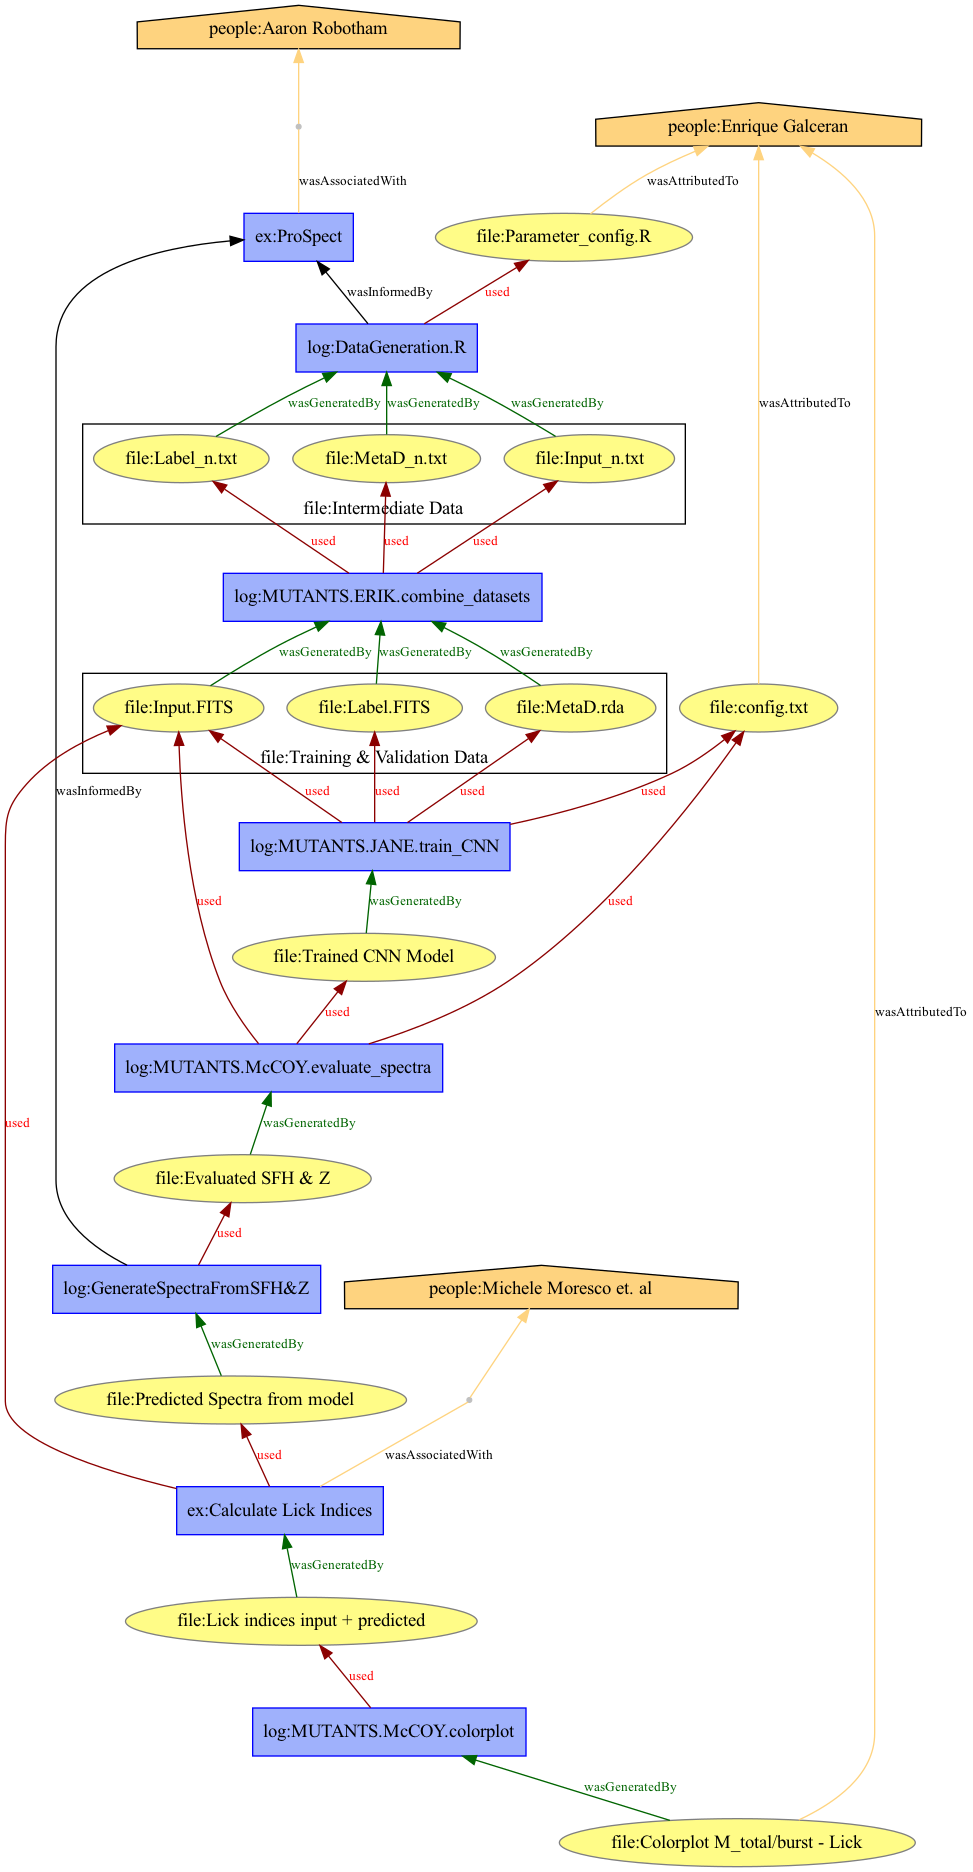 people:Aaron Robotham
people:Enrique Galceran
wasAssociatedWith
wasAttributedTo
ex:ProSpect
file:Parameter_config.R
wasInformedBy
used
log:DataGeneration.R
wasGeneratedBy
wasGeneratedBy
wasGeneratedBy
wasAttributedTo
file:Label_n.txt
file:MetaD_n.txt
file:Input_n.txt
file:Intermediate Data
used
used
used
log:MUTANTS.ERIK.combine_datasets
wasGeneratedBy
wasGeneratedBy
wasGeneratedBy
file:Input.FITS
file:Label.FITS
file:MetaD.rda
file:config.txt
file:Training & Validation Data
wasInformedBy
used
used
used
used
log:MUTANTS.JANE.train_CNN
used
wasGeneratedBy
used
file:Trained CNN Model
used
wasAttributedTo
log:MUTANTS.McCOY.evaluate_spectra
used
wasGeneratedBy
file:Evaluated SFH & Z
used
log:GenerateSpectraFromSFH&Z
people:Michele Moresco et. al
wasGeneratedBy
file:Predicted Spectra from model
used
wasAssociatedWith
ex:Calculate Lick Indices
wasGeneratedBy
file:Lick indices input + predicted
used
log:MUTANTS.McCOY.colorplot
wasGeneratedBy
file:Colorplot M_total/burst - Lick